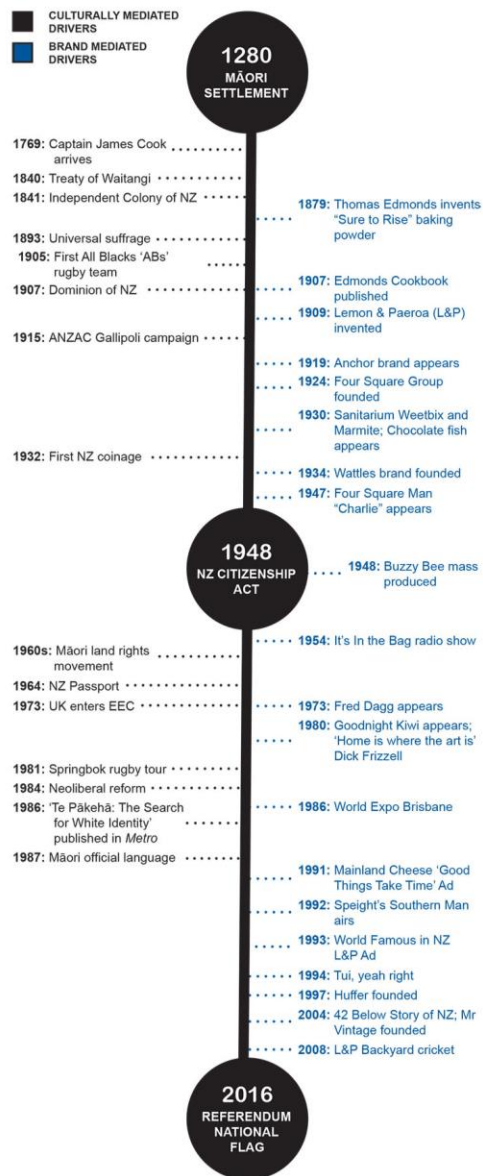 CULTURALLY MEDIATED
DRIVERS
BRAND MEDIATED
DRIVERS
1280
MĀORI
SETTLEMENT
1769: Captain James Cook
arrives
1840: Treaty of Waitangi
1841: Independent Colony of NZ
1879: Thomas Edmonds invents
“Sure to Rise” baking
powder
1893: Universal suffrage
1905: First All Blacks ‘ABs’
rugby team
1907: Dominion of NZ
1907: Edmonds Cookbook
published
1909: Lemon & Paeroa (L&P)
invented
1915: ANZAC Gallipoli campaign
1919: Anchor brand appears
1924: Four Square Group
founded
1930: Sanitarium Weetbix and
Marmite; Chocolate fish
appears
1932: First NZ coinage
1934: Wattles brand founded
1947: Four Square Man
“Charlie” appears
1948
NZ CITIZENSHIP
ACT
1948: Buzzy Bee mass
produced
1954: It’s In the Bag radio show
1960s: Māori land rights
movement
1964: NZ Passport
1973: UK enters EEC
1973: Fred Dagg appears
1980: Goodnight Kiwi appears;
‘Home is where the art is’
Dick Frizzell
1981: Springbok rugby tour
1984: Neoliberal reform
1986: ‘Te Pākehā: The Search
for White Identity’
published in Metro
1986: World Expo Brisbane
1987: Māori official language
1991: Mainland Cheese ‘Good
Things Take Time’ Ad
1992: Speight’s Southern Man
airs
1993: World Famous in NZ
L&P Ad
1994: Tui, yeah right
1997: Huffer founded
2004: 42 Below Story of NZ; Mr
Vintage founded
2008: L&P Backyard cricket
2016
REFERENDUM
NATIONAL
FLAG